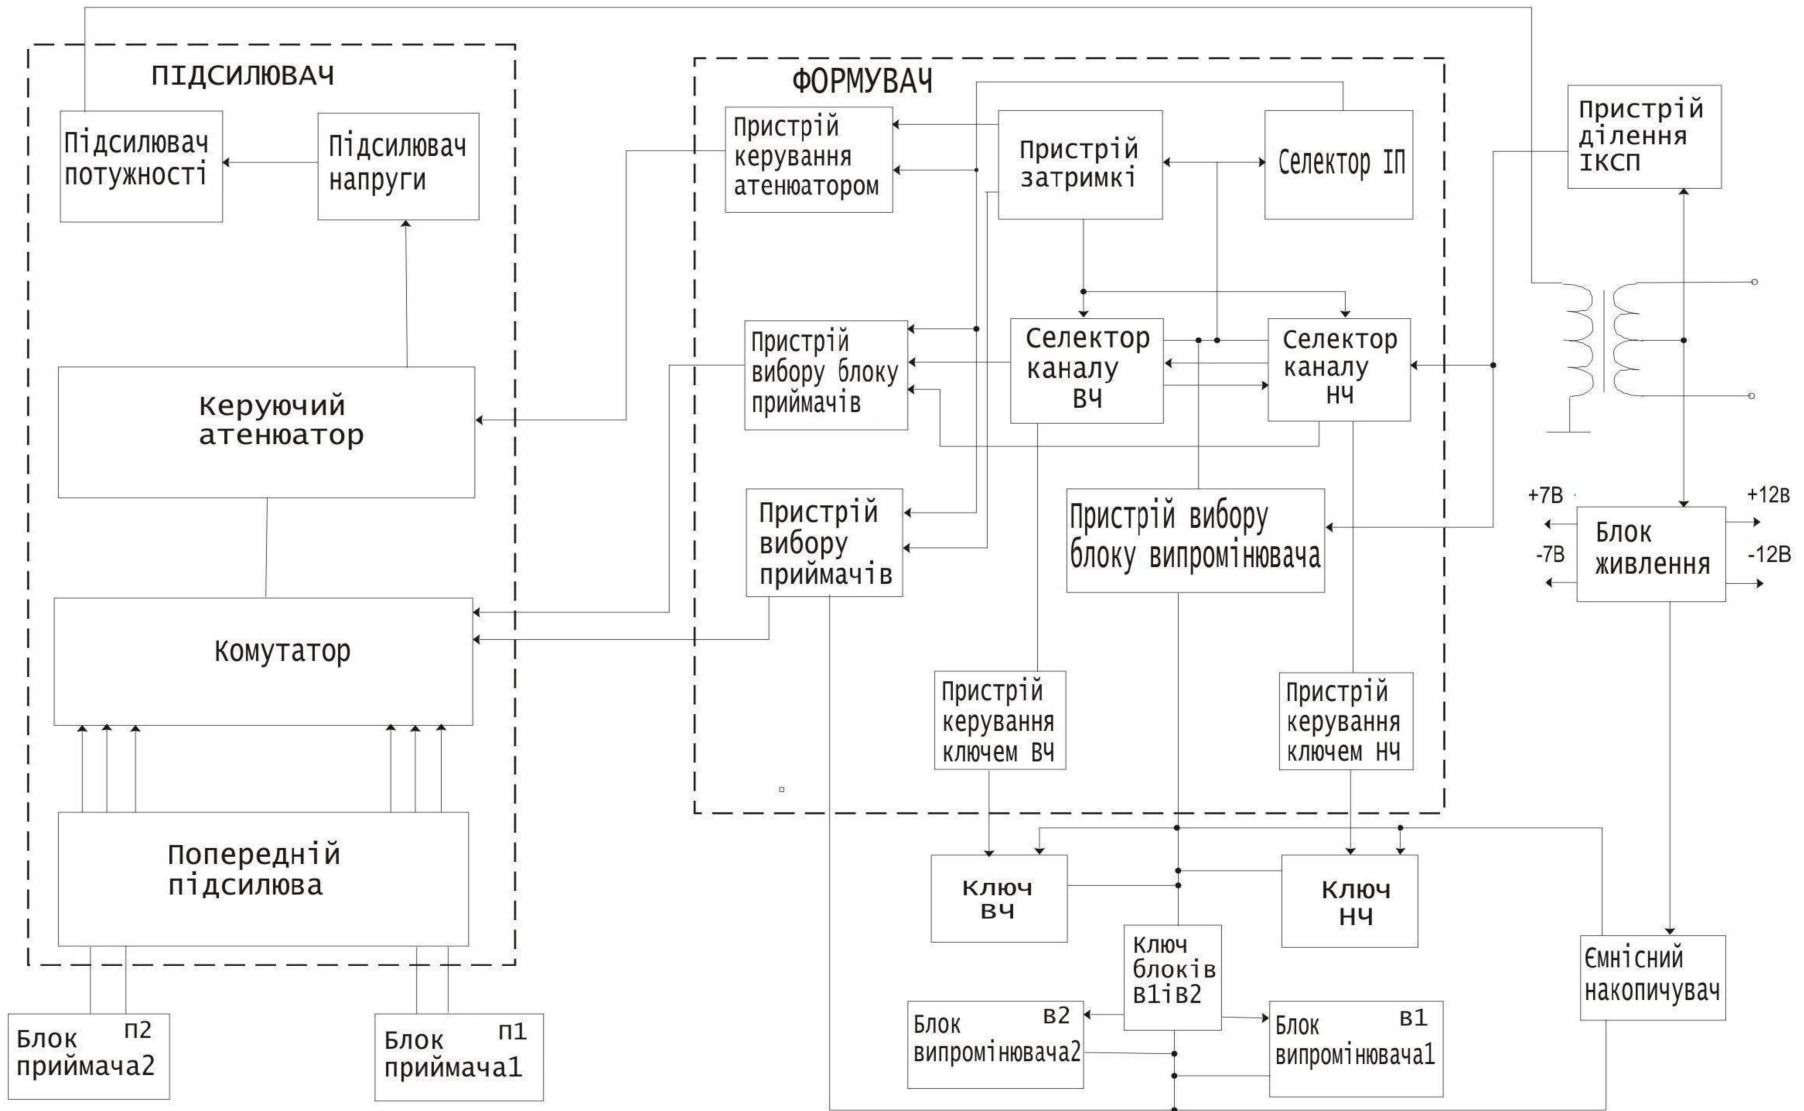 ПІДСИЛЮВАЧ
Підсилювач
потужності
Підсилювач
напруги
Керуючий
атенюатор
Комутатор
Попередній
підсилюва
Блок п2
приймача2
Блок п1
приймача1
ФОРМУВАЧ
Пристрій
керування
атенюатором
Пристрій
затримкі
Селектор ІП
Пристрій
вибору блоку
приймачів
Селектор
каналу
ВЧ
Селектор
каналу
НЧ
Пристрій
вибору
приймачів
Пристрій вибору
блоку випромінювача
Пристрій
керування
ключем ВЧ
Пристрій
керування
ключем НЧ
Ключ
ВЧ
Ключ
НЧ
Ключ
блоків
В1іВ2
Блок В2
випромінювача2
Блок В1
випромінювача1
Пристрій
ділення
ІКСП
+7В
-7В
Блок
живлення
+12в
-12В
Ємнісний
накопичувач